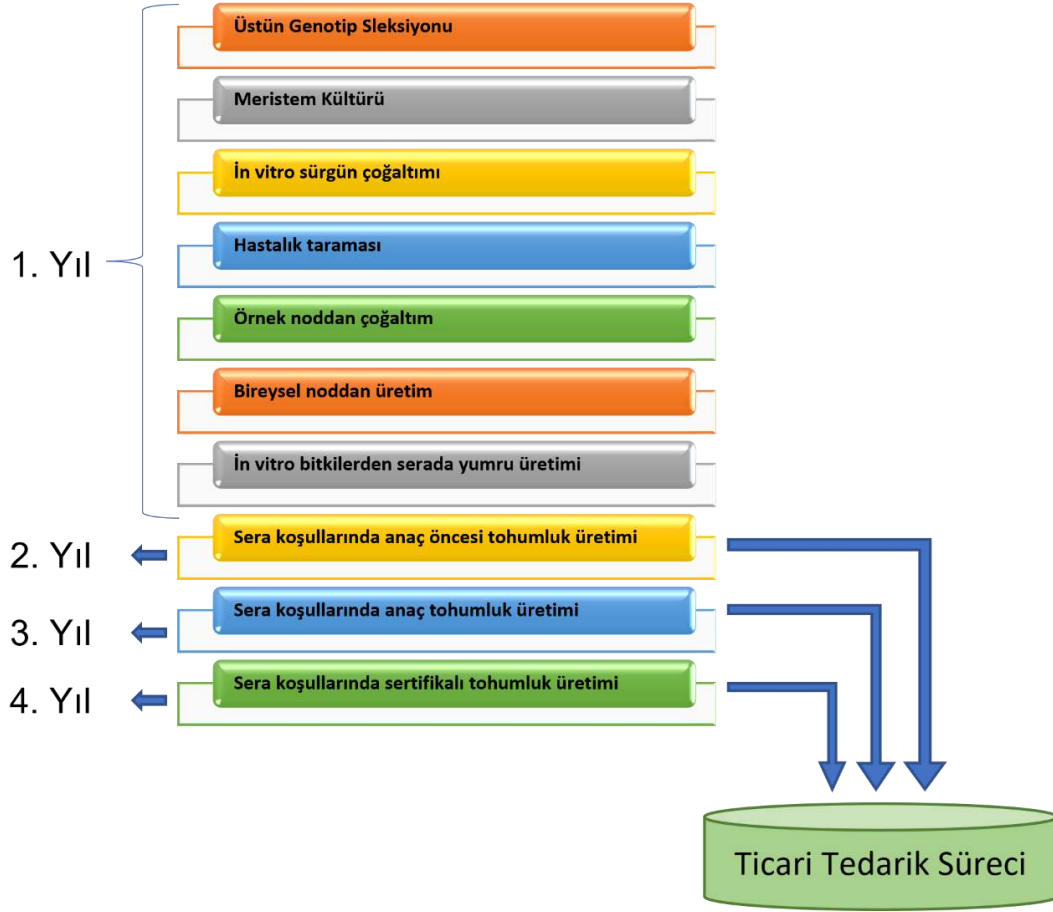 Üstün Genotip Sleksiyonu
Meristem Kültürü
İn vitro sürgün çoğaltımı
Hastalık taraması
1. Yıl
Örnek noddan çoğaltım
Bireysel noddan üretim
İn vitro bitkilerden serada yumru üretimi
2. Yıl
Sera koşullarında anaç öncesi tohumluk üretimi
3. Yıl
Sera koşullarında anaç tohumluk üretimi
4. Yıl
Sera koşullarında sertifikalı tohumluk üretimi
Ticari Tedarik Süreci